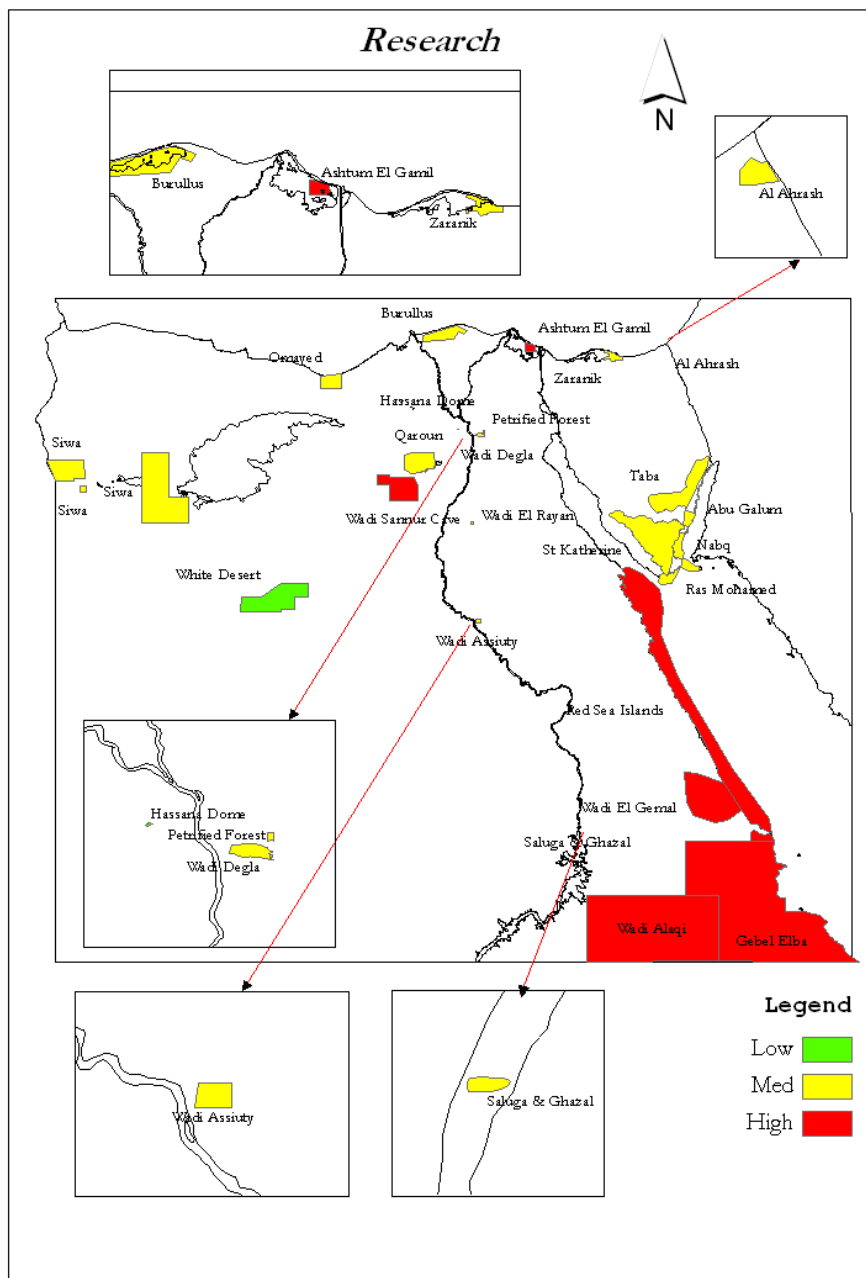 Research
N
Ashtum El Gamil
Burullus
Zaranik
Al Ahrash
Burullus
Ashtum El Gamil
Omayed
Zaranik
Al Ahrash
Hassana Dome
Petrified Forest
Qaroun
Siwa
Wadi Degla
Taba
Siwa
Siwa
Abu Galum
Wadi Sannur Cave
Wadi El Rayan
St Katherine
Nabq
White Desert
Ras Mohamed
Wadi Assiuty
Red Sea Islands
Hassana Dome
Wadi El Gemal
Petrified Forest
Saluga & Ghazal
Wadi Degla
Wadi Alaqi
Gebel Elba
Legend
Low
Med
High
Wadi Assiuty
Saluga & Ghazal